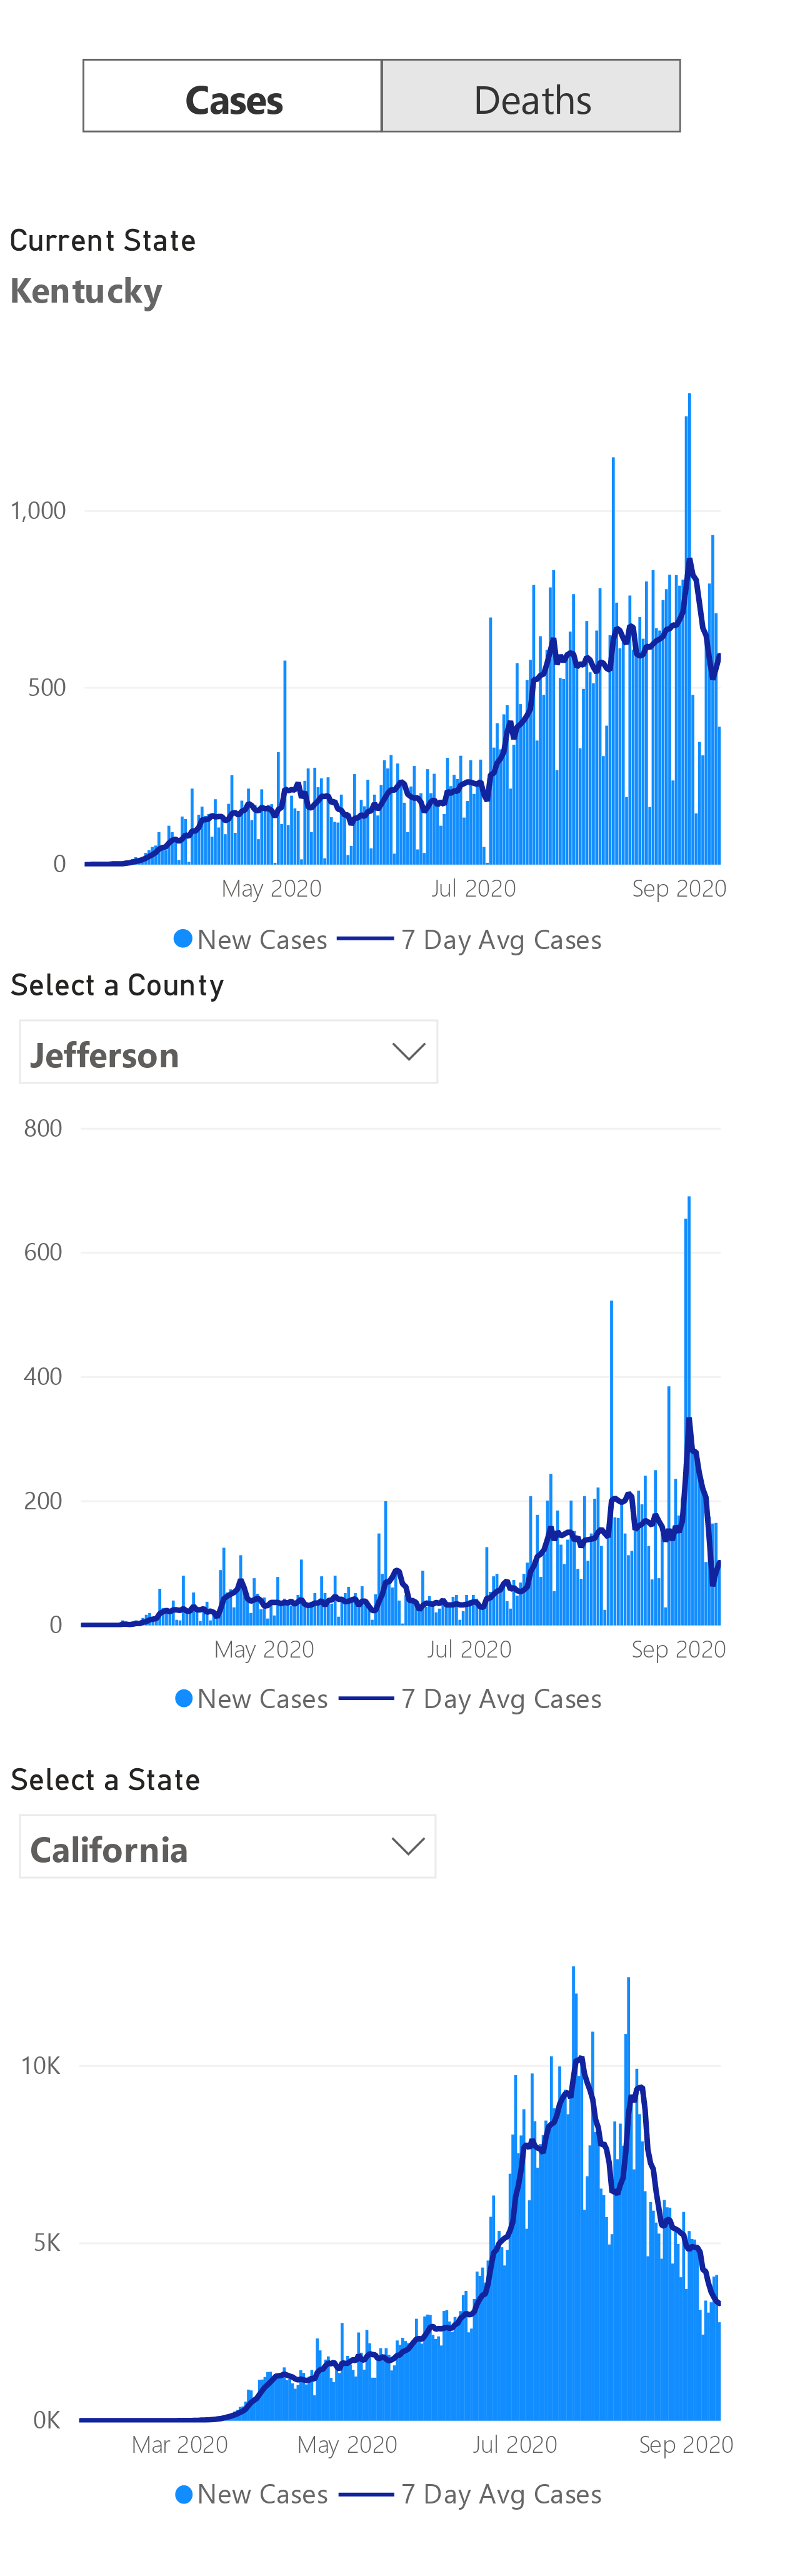 Cases Deaths
Current State
Kentucky
1,000
500
0
May 2020 Jul 2020 Sep 2020
New Cases 7 Day Avg Cases
Select a County
Jefferson
800
600
400
200
0
May 2020 Jul 2020 Sep 2020
New Cases 7 Day Avg Cases
Select a State
California
10K
5K
0K
Mar 2020 May 2020 Jul 2020 Sep 2020
New Cases 7 Day Avg Cases